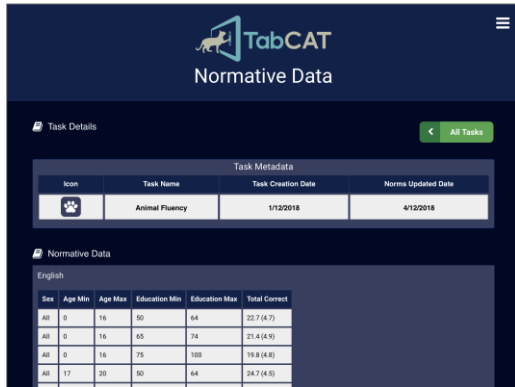 TabCAT
Normative Data
Task Details
All Tasks
Task Metadata
Icon Task Name Task Creation Date Norms Updated Date
Animal Fluency 1/12/2018 4/12/2018
Normative Data
English
Sex Age Min Age Max Education Min Education Max Total Correct
All 0 16 50 64 22.7 (4.7)
All 0 16 65 74 21.4 (4.9)
All 0 16 75 100 19.8 (4.8)
All 17 20 50 64 24.7 (4.5)